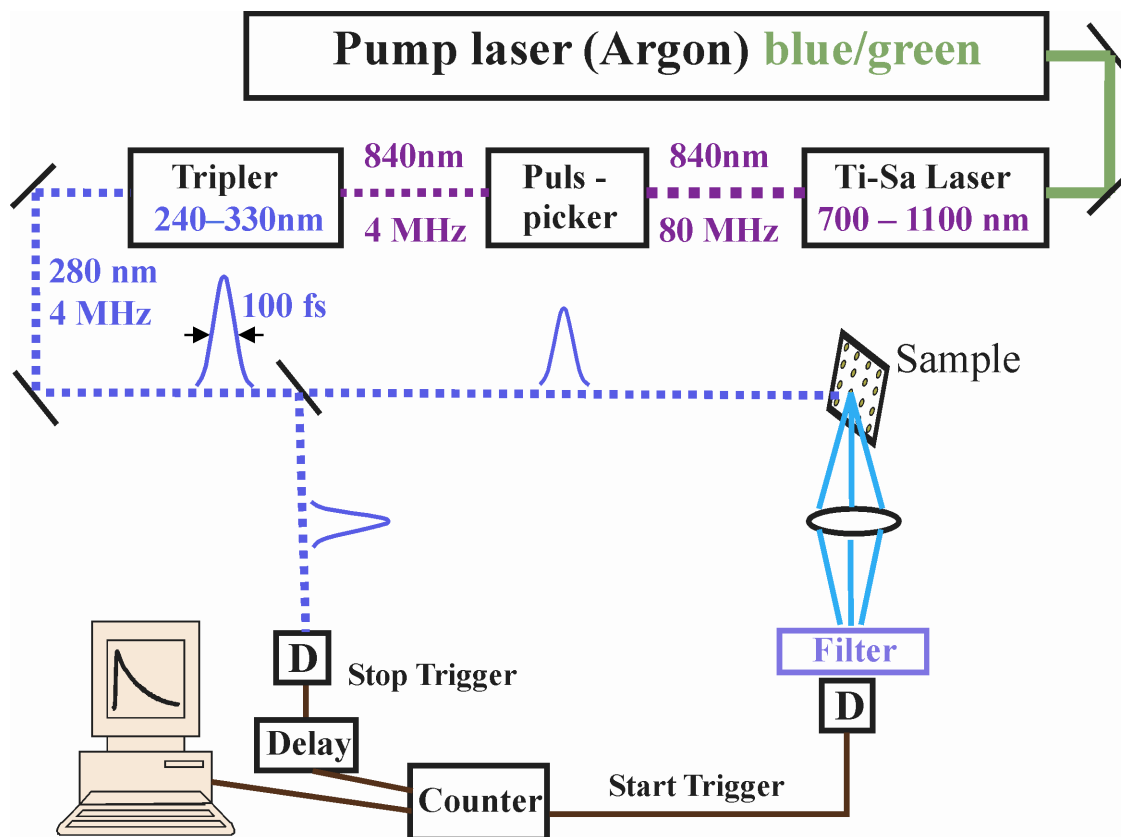 Pump laser (Argon) blue/green
Tripler
240–330nm
840nm
4 MHz
Puls -
picker
840nm
80 MHz
Ti-Sa Laser
700 – 1100 nm
280 nm
4 MHz
100 fs
Sample
Filter
D
Stop Trigger
D
Delay
Counter
Start Trigger